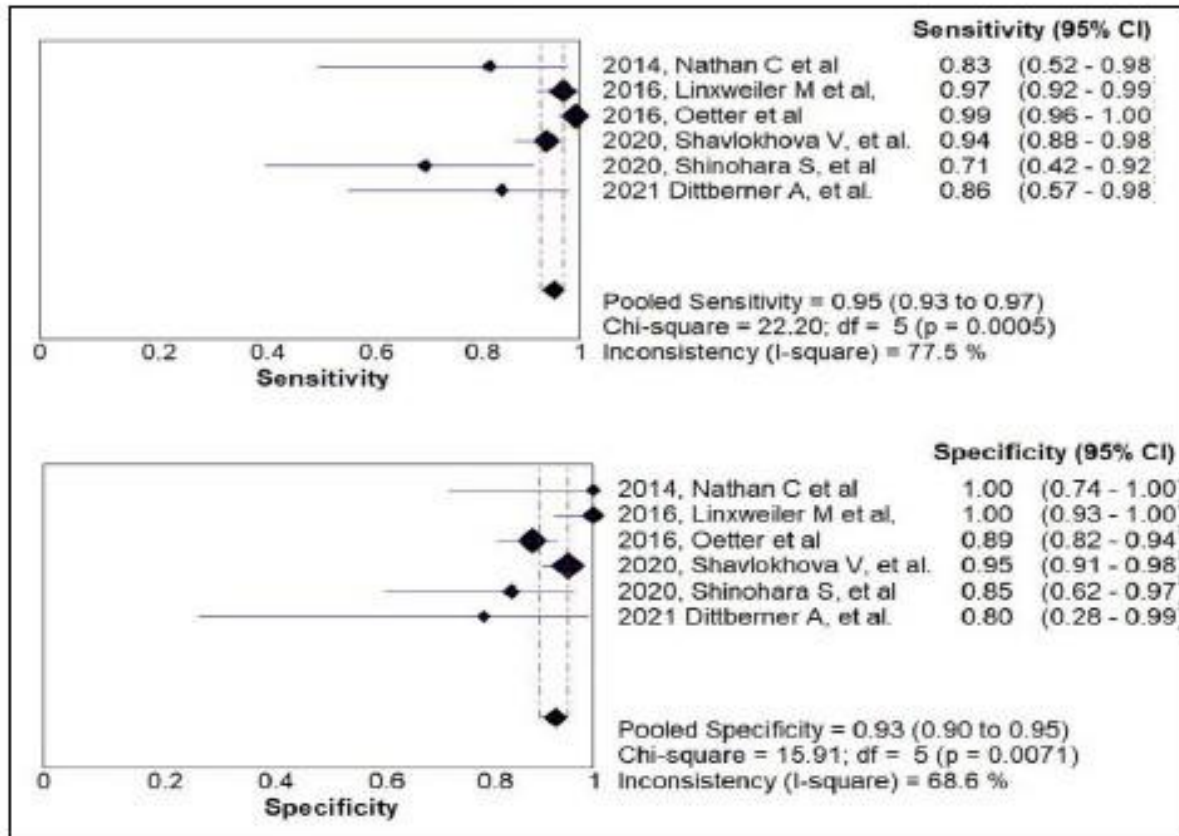 Sensitivity (95% CI)
2014, Nathan C et al 0.83 (0.52 - 0.98
2016, Linxweiler M et al, 0.97 (0.92 - 0.99
2016, Oetter et al 0.99 (0.96 - 1.00
2020, Shavlokhova V, et al. 0.94 (0.88 - 0.98
2020, Shinohara S, et al 0.71 (0.42 - 0.92
2021 Dittberner A, et al. 0.86 (0.57 - 0.98
Pooled Sensitivity = 0.95 (0.93 to 0.97)
Chi-square = 22.20; df = 5 (p = 0.0005)
Inconsistency (I-square) = 77.5 %
0 0.2 0.4 0.6 0.8 1
Sensitivity
Specificity (95% CI)
2014, Nathan C et al 1.00 (0.74 - 1.00)
2016, Linxweiler M et al, 1.00 (0.93 - 1.00)
2016, Oetter et al 0.89 (0.82 - 0.94
2020, Shavlokhova V, et al. 0.95 (0.91 - 0.98
2020, Shinohara S, et al 0.85 (0.62 - 0.97
2021 Dittberner A, et al. 0.80 (0.28 - 0.99)
Pooled Specificity = 0.93 (0.90 to 0.95)
Chi-square = 15.91; df = 5 (p = 0.0071)
Inconsistency (I-square) = 68.6 %
0 0.2 0.4 0.6 0.8 1
Specificity